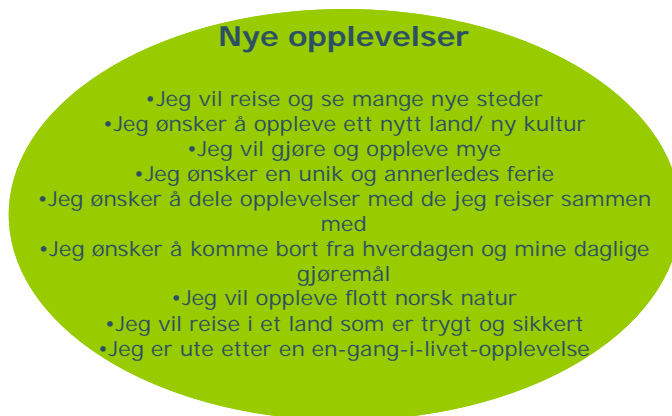 Nye opplevelser
•Jeg vil reise og se mange nye steder
•Jeg ønsker å oppleve ett nytt land/ ny kultur
•Jeg vil gjøre og oppleve mye
•Jeg ønsker en unik og annerledes ferie
•Jeg ønsker å dele opplevelser med de jeg reiser sammen
med
•Jeg ønsker å komme bort fra hverdagen og mine daglige
gjøremål
•Jeg vil oppleve flott norsk natur
•Jeg vil reise i et land som er trygt og sikkert
•Jeg er ute etter en en-gang-i-livet-opplevelse